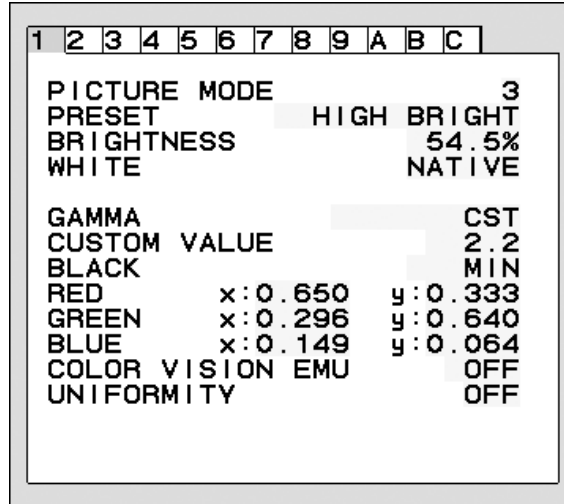 1 2 3 4 5 6 7 8 9 A B C
PICTURE MODE 3
PRESET HIGH BRIGHT
BRIGHTNESS 54.5%
WHITE NATIVE
GAMMA CST
CUSTOM VALUE 2.2
BLACK MIN
RED x:0.650 y:0.333
GREEN x:0.296 y:0.640
BLUE x:0.149 y:0.064
COLOR VISION EMU OFF
UNIFORMITY OFF